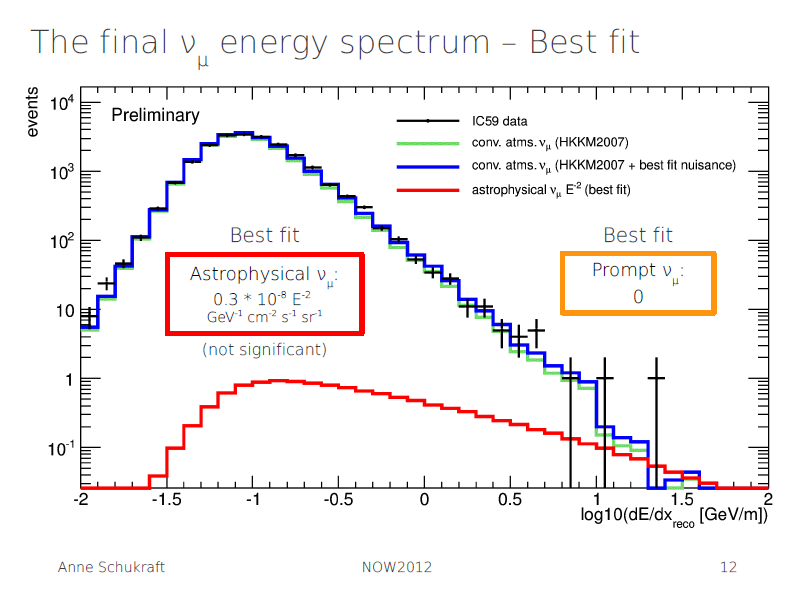 The final νμ energy spectrum – Best fit
events
Preliminary
IC59 data
conv. atms. νμ (HKKM2007)
conv. atms. νμ (HKKM2007 + best fit nuisance)
astrophysical νμ E⁻² (best fit)
10⁴
10³
10²
10
1
10⁻¹
Best fit
Astrophysical νμ:
0.3 * 10⁻⁸ E⁻²
GeV⁻¹ cm⁻² s⁻¹ sr⁻¹
(not significant)
Best fit
Prompt νμ:
0
-2 -1.5 -1 -0.5 0 0.5 1 1.5 2
log10(dE/dxreco [GeV/m])
Anne Schukraft NOW2012 12